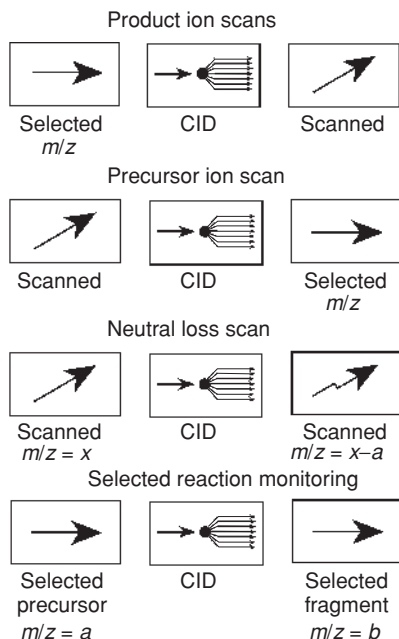 Product ion scans
Selected CID Scanned
m/z
Precursor ion scan
Scanned CID Selected
m/z
Neutral loss scan
Scanned CID Scanned
m/z = x m/z = x–a
Selected reaction monitoring
Selected CID Selected
precursor fragment
m/z = a m/z = b